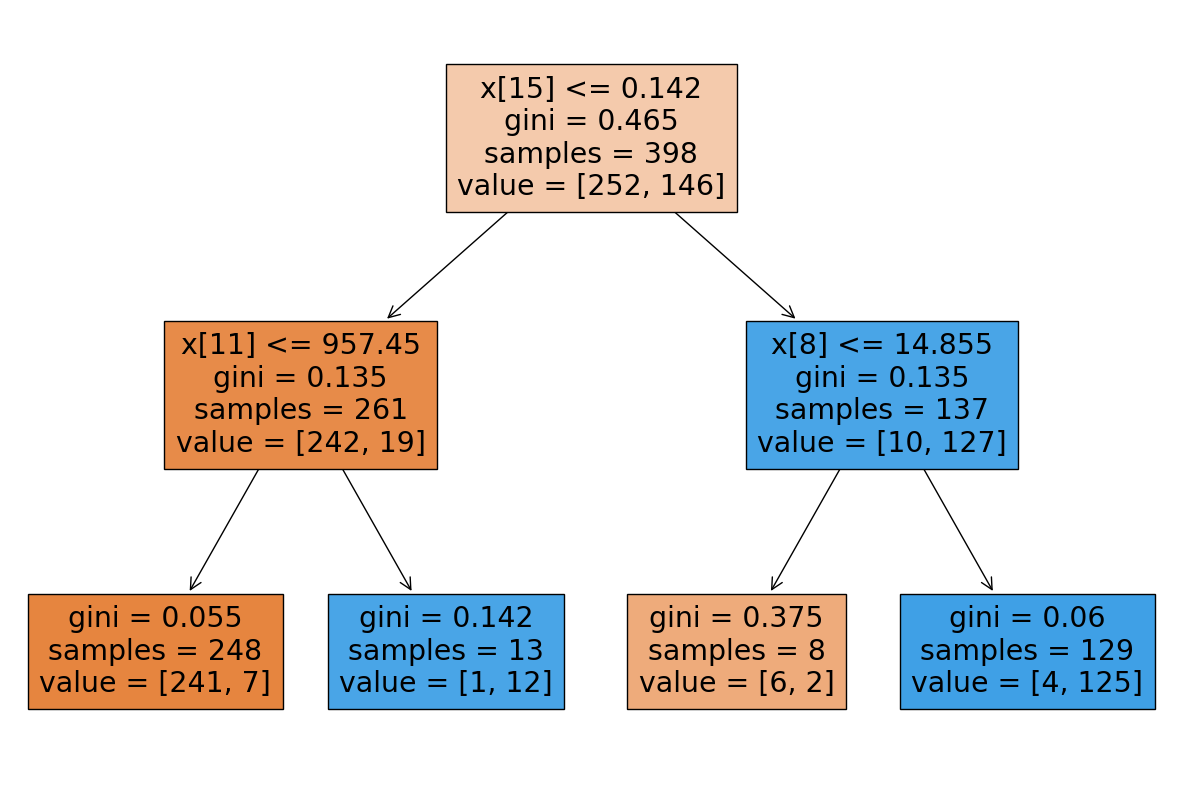 x[15] <= 0.142
gini = 0.465
samples = 398
value = [252, 146]
x[11] <= 957.45
gini = 0.135
samples = 261
value = [242, 19]
x[8] <= 14.855
gini = 0.135
samples = 137
value = [10, 127]
gini = 0.055
samples = 248
value = [241, 7]
gini = 0.142
samples = 13
value = [1, 12]
gini = 0.375
samples = 8
value = [6, 2]
gini = 0.06
samples = 129
value = [4, 125]